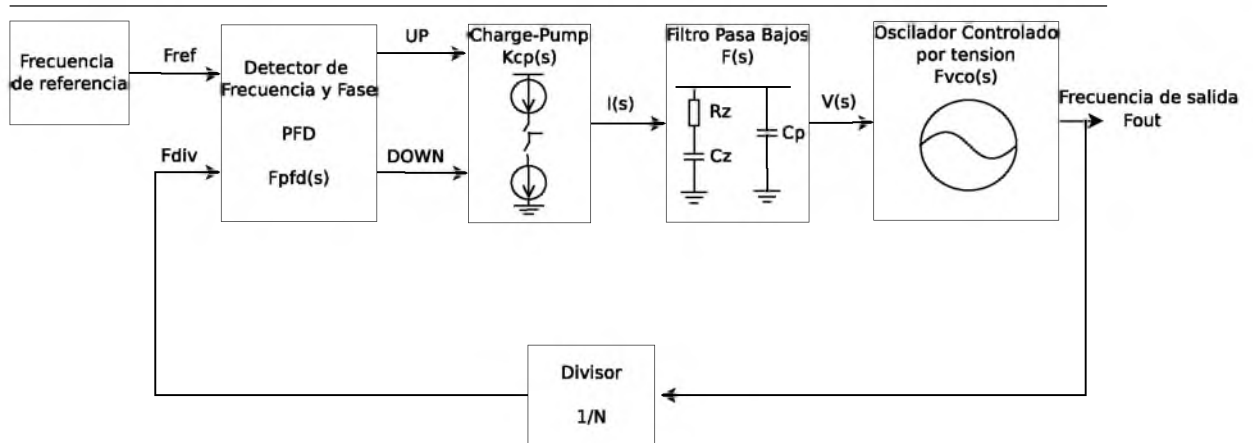 Frecuencia
de referencia
Fref
Fdiv
Detector de
Frecuencia y Fase
PFD
Fpfd(s)
UP
DOWN
Charge-Pump
Kcp(s)
I(s)
Filtro Pasa Bajos
F(s)
Rz
Cz
Cp
V(s)
Oscilador Controlado
por tension
Fvco(s)
Frecuencia de salida
Fout
Divisor
1/N